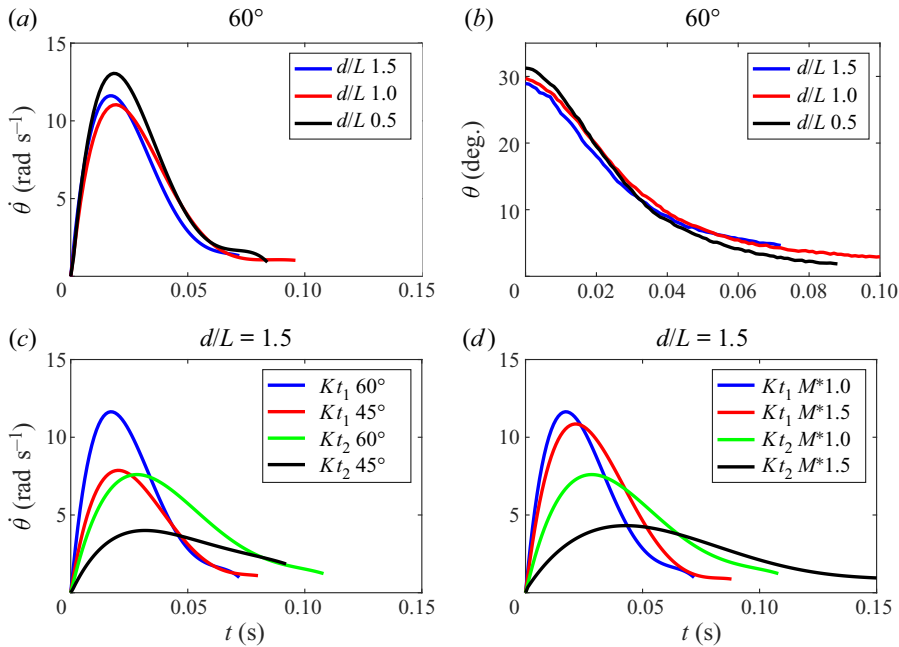 (a) 60°
15
10
5
0 0.05 0.10 0.15
θ̇ (rad s⁻¹)
d/L 1.5
d/L 1.0
d/L 0.5
(b) 60°
30
20
10
0 0.02 0.04 0.06 0.08 0.10
θ (deg.)
d/L 1.5
d/L 1.0
d/L 0.5
(c) d/L = 1.5
15
10
5
0 0.05 0.10 0.15
θ̇ (rad s⁻¹)
t (s)
Kt₁ 60°
Kt₁ 45°
Kt₂ 60°
Kt₂ 45°
(d) d/L = 1.5
15
10
5
0 0.05 0.10 0.15
t (s)
Kt₁ M*1.0
Kt₁ M*1.5
Kt₂ M*1.0
Kt₂ M*1.5